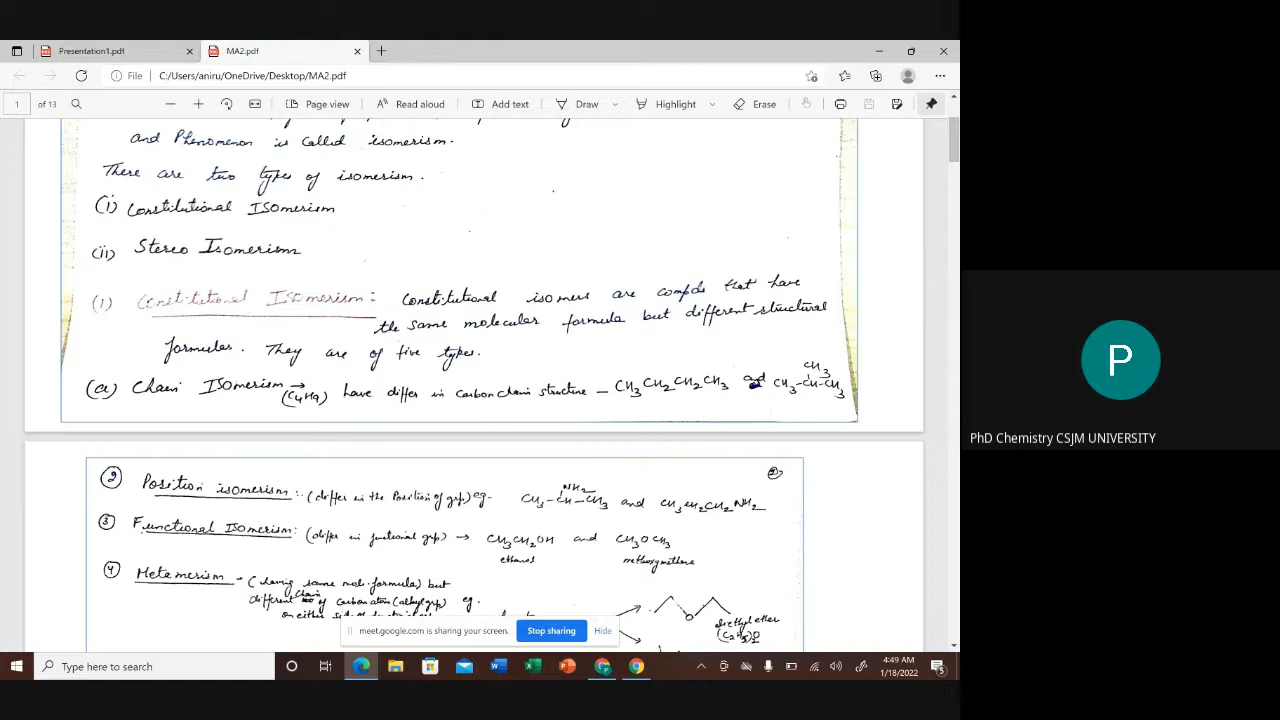 Presentation1.pdf
MA2.pdf
File
C:/Users/aniru/OneDrive/Desktop/MA2.pdf
1 of 13
Page view
Read aloud
Add text
Draw
Highlight
Erase
and Phenomenon is called isomerism.
There are two types of isomerism.
(i) Constitutional Isomerism
(ii) Stereo Isomerism
(1) Constitutional Isomerism: Constitutional isomers are compds that have
the same molecular formula but different structural
formulas. They are of five types.
(a) Chain Isomerism → have differ in carbon chain structure – CH3CH2CH2CH3 and CH3-CH-CH3
CH3
②
2 Position isomerism:- (differ in the Position of grp) eg- CH3-CH-CH3 and CH3CH2CH2NH2
NH2
3 Functional Isomerism: (differ in functional grp) → CH3CH2OH and CH3OCH3
ethanol methoxymethane
4 Metamerism - (having same mol. formula) but
different chain of carbon atom (alkyl grp) eg.
diethyl ether
meet.google.com is sharing your screen.
Stop sharing
Hide
P
PhD Chemistry CSJM UNIVERSITY
Type here to search
4:49 AM
1/18/2022
5